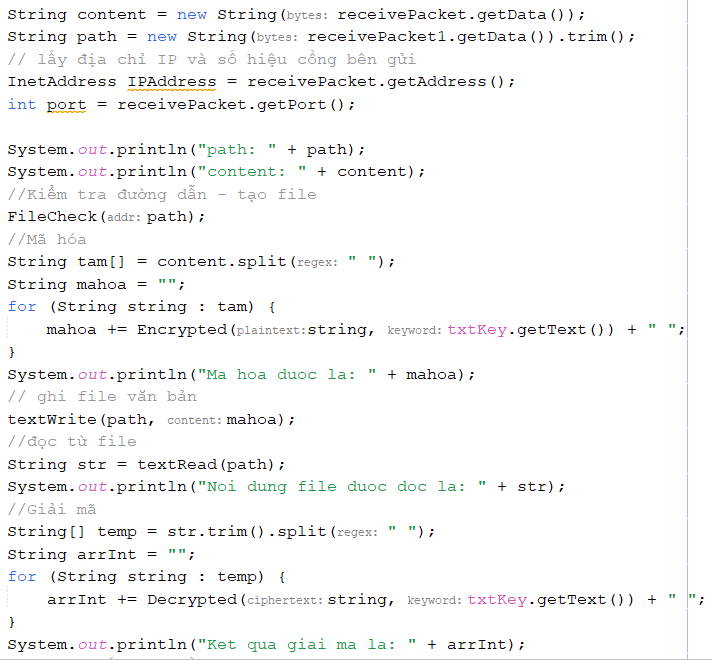 String content = new String(bytes: receivePacket.getData());
String path = new String(bytes: receivePacket1.getData()).trim();
// lấy địa chỉ IP và số hiệu cổng bên gửi
InetAddress IPAddress = receivePacket.getAddress();
int port = receivePacket.getPort();
System.out.println("path: " + path);
System.out.println("content: " + content);
//Kiểm tra đường dẫn - tạo file
FileCheck(addr: path);
//Mã hóa
String tam[] = content.split(regex: " ");
String mahoa = "";
for (String string : tam) {
mahoa += Encrypted(plaintext: string, keyword: txtKey.getText()) + " ";
}
System.out.println("Ma hoa duoc la: " + mahoa);
// ghi file văn bản
textWrite(path, content: mahoa);
//đọc từ file
String str = textRead(path);
System.out.println("Noi dung file duoc doc la: " + str);
//Giải mã
String[] temp = str.trim().split(regex: " ");
String arrInt = "";
for (String string : temp) {
arrInt += Decrypted(ciphertext: string, keyword: txtKey.getText()) + " ";
}
System.out.println("Ket qua giai ma la: " + arrInt);